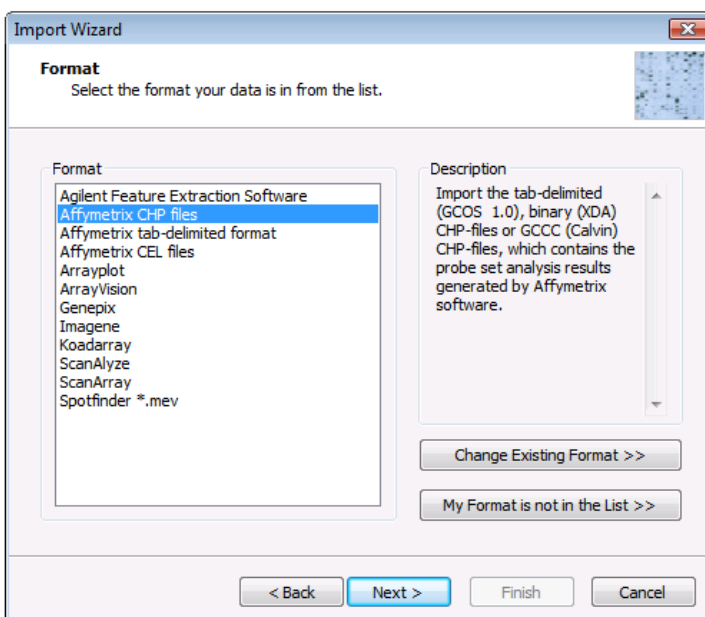 Import Wizard
Format
Select the format your data is in from the list.
Format
Agilent Feature Extraction Software
Affymetrix CHP files
Affymetrix tab-delimited format
Affymetrix CEL files
Arrayplot
ArrayVision
Genepix
Imagene
Koadarray
ScanAlyze
ScanArray
Spotfinder *.mev
Description
Import the tab-delimited
(GCOS 1.0), binary (XDA)
CHP-files or GCCC (Calvin)
CHP-files, which contains the
probe set analysis results
generated by Affymetrix
software.
Change Existing Format >>
My Format is not in the List >>
< Back
Next >
Finish
Cancel